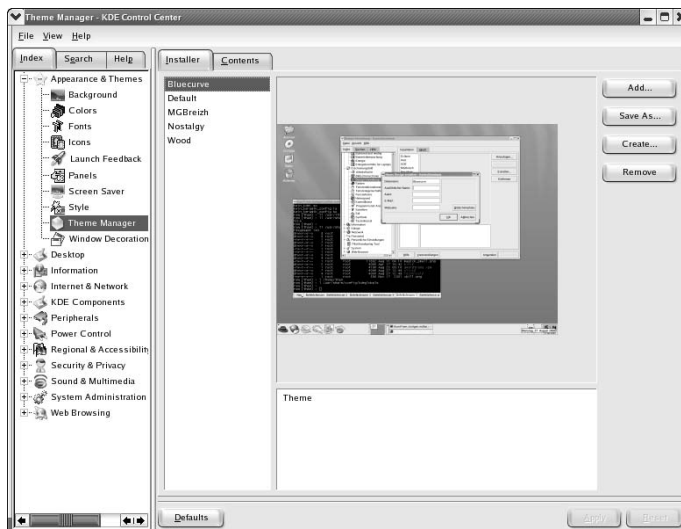 Theme Manager - KDE Control Center
File View Help
Index Search Help
Appearance & Themes
Background
Colors
Fonts
Icons
Launch Feedback
Panels
Screen Saver
Style
Theme Manager
Window Decoration
Desktop
Information
Internet & Network
KDE Components
Peripherals
Power Control
Regional & Accessibility
Security & Privacy
Sound & Multimedia
System Administration
Web Browsing
Installer Contents
Bluecurve
Default
MGBreizh
Nostalgy
Wood
Theme
Add...
Save As...
Create...
Remove
Defaults
Apply
Reset